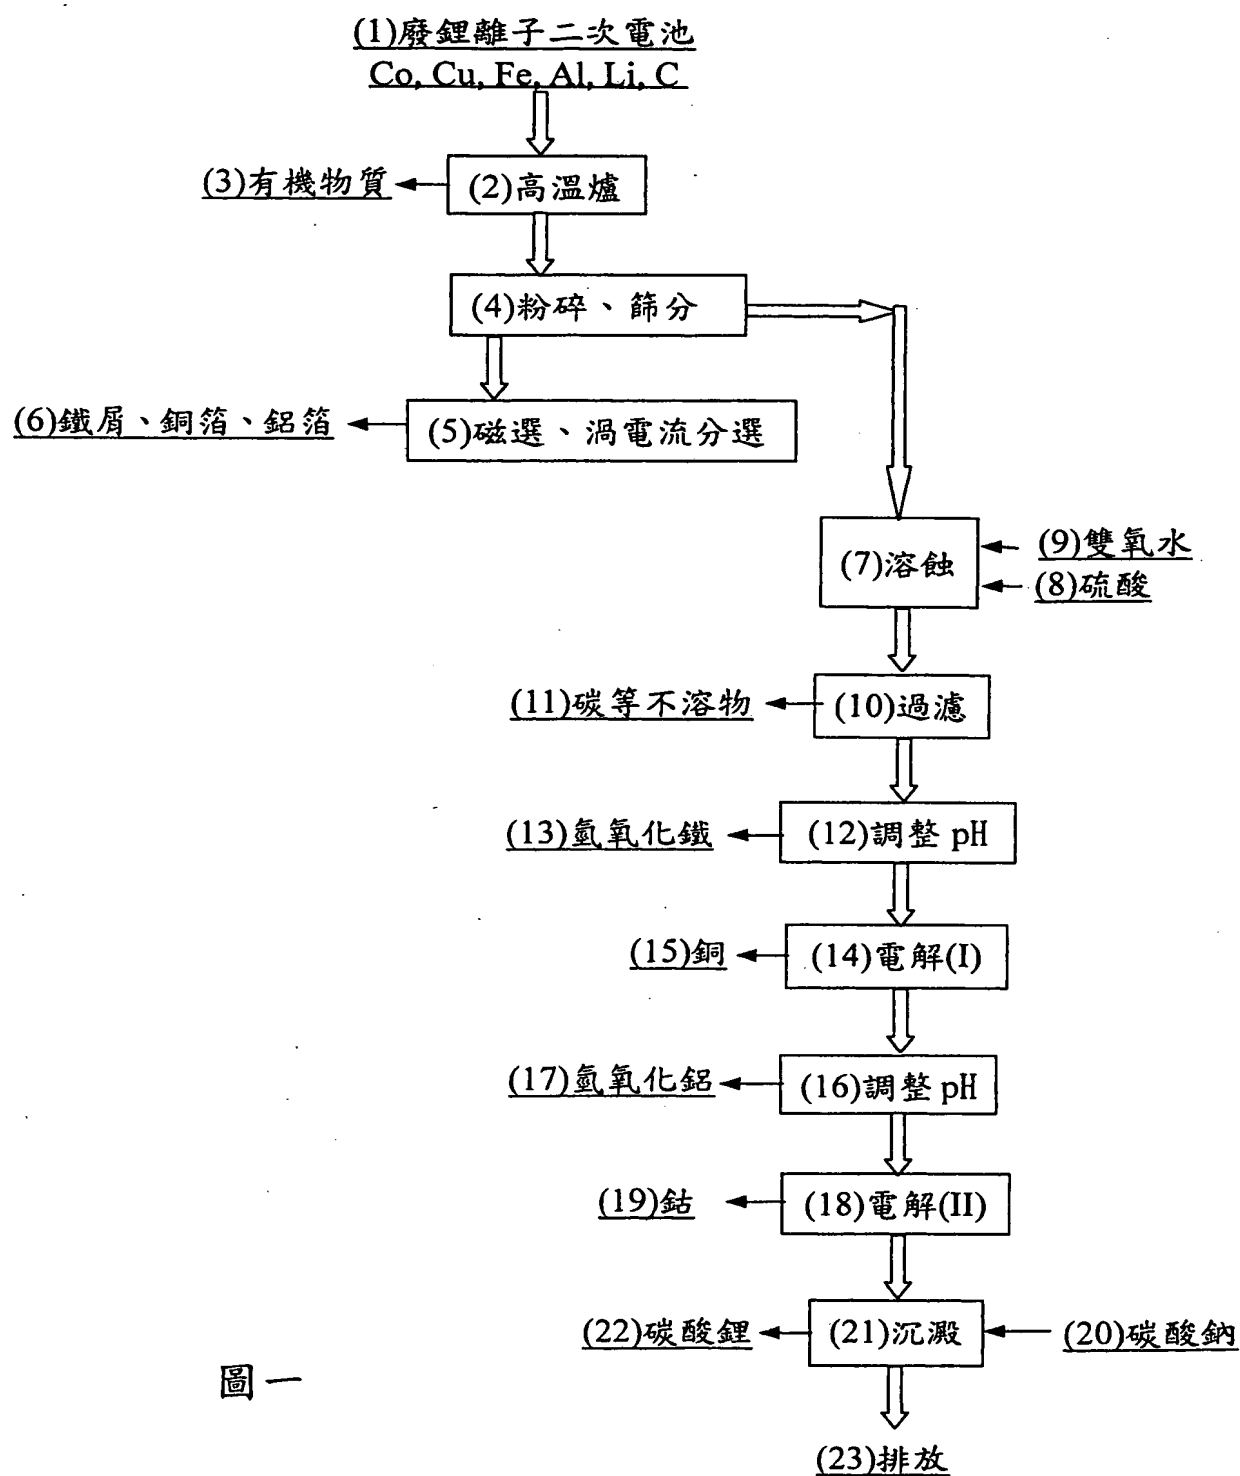 (1)廢鋰離子二次電池
Co, Cu, Fe, Al, Li, C
(3)有機物質
(2)高溫爐
(4)粉碎、篩分
(6)鐵屑、銅箔、鋁箔
(5)磁選、渦電流分選
(7)溶蝕
(9)雙氧水
(8)硫酸
(11)碳等不溶物
(10)過濾
(13)氫氧化鐵
(12)調整 pH
(15)銅
(14)電解(I)
(17)氫氧化鋁
(16)調整 pH
(19)鈷
(18)電解(II)
(22)碳酸鋰
(21)沉澱
(20)碳酸鈉
圖一
(23)排放